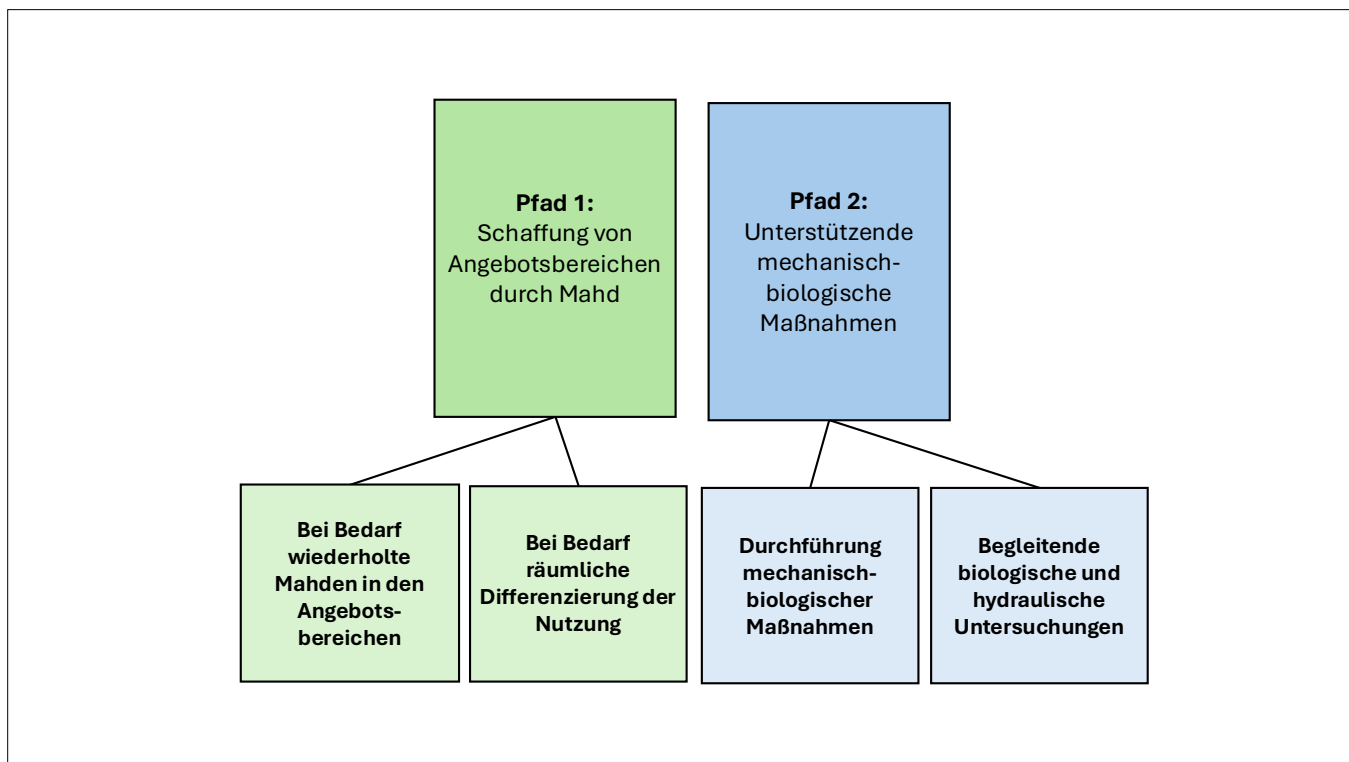 Pfad 1:
Schaffung von
Angebotsbereichen
durch Mahd
Pfad 2:
Unterstützende
mechanisch-
biologische
Maßnahmen
Bei Bedarf
wiederholte
Mahden in den
Angebots-
bereichen
Bei Bedarf
räumliche
Differenzierung der
Nutzung
Durchführung
mechanisch-
biologischer
Maßnahmen
Begleitende
biologische und
hydraulische
Untersuchungen